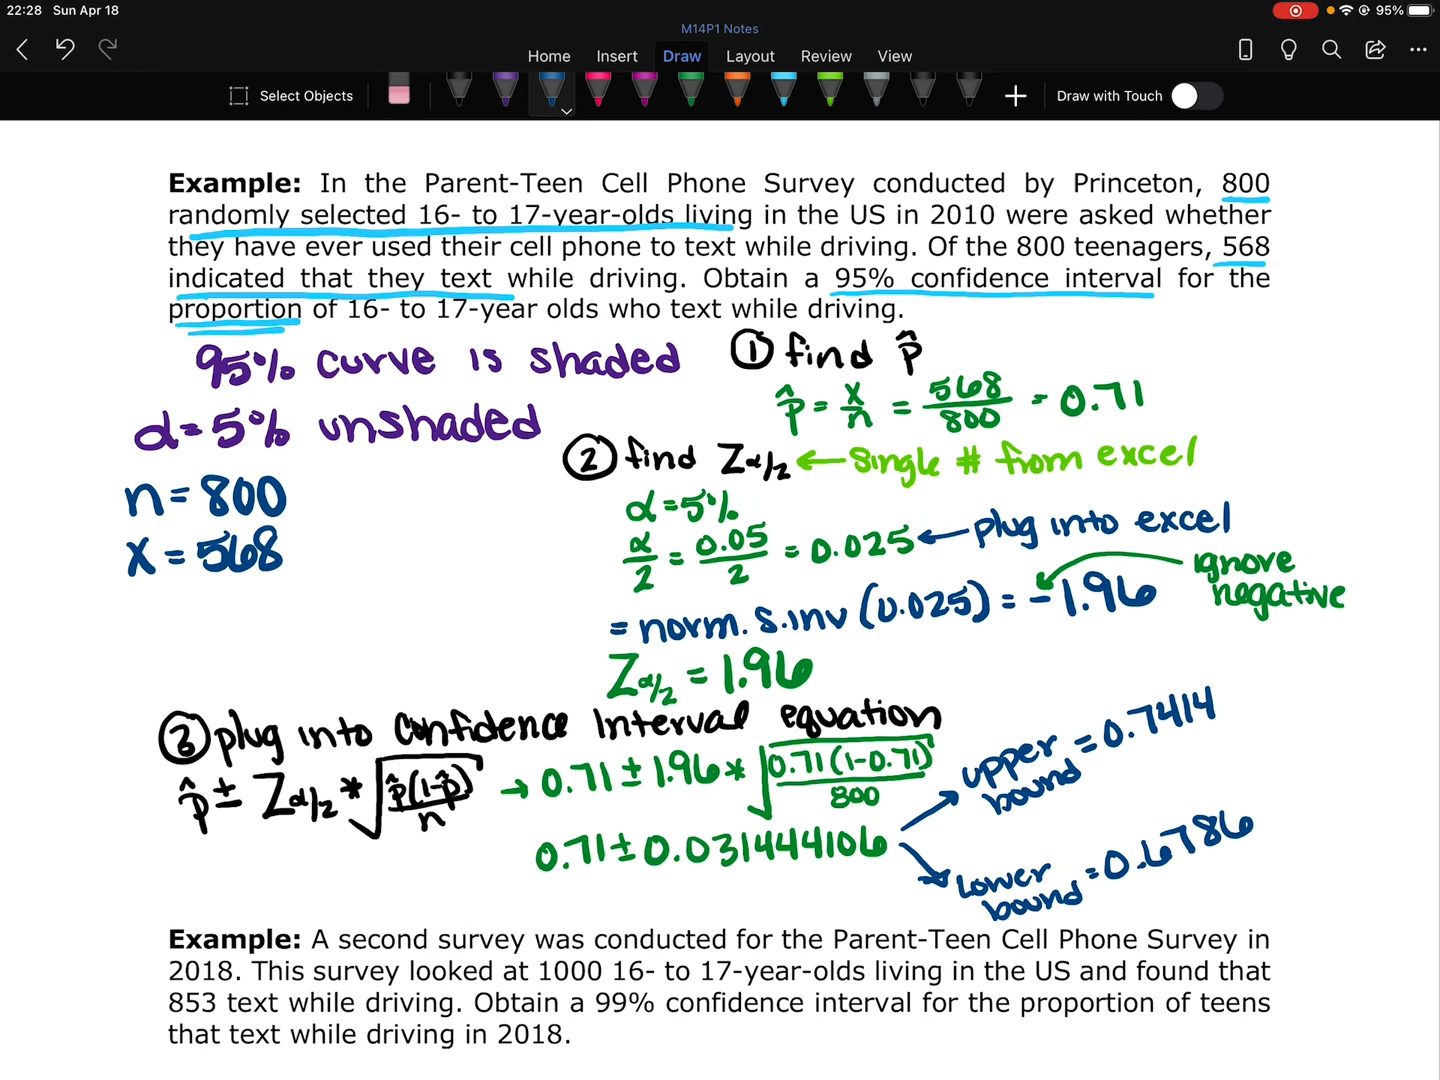 22:28 Sun Apr 18
95%
M14P1 Notes
Home Insert Draw Layout Review View
Select Objects
Draw with Touch
Example: In the Parent-Teen Cell Phone Survey conducted by Princeton, 800
randomly selected 16- to 17-year-olds living in the US in 2010 were asked whether
they have ever used their cell phone to text while driving. Of the 800 teenagers, 568
indicated that they text while driving. Obtain a 95% confidence interval for the
proportion of 16- to 17-year olds who text while driving.
95% curve is shaded
α=5% unshaded
n=800
x=568
① find p̂
p̂ = x/n = 568/800 = 0.71
② find Zα/2 ← single # from excel
α=5%
α/2 = 0.05/2 = 0.025 ← plug into excel
= norm.s.inv(0.025) = -1.96
ignore
negative
Zα/2 = 1.96
③ plug into confidence interval equation
p̂ ± Zα/2 * √(p̂(1-p̂)/n) → 0.71 ± 1.96 * √(0.71(1-0.71)/800)
0.71 ± 0.031444106
upper
bound = 0.7414
lower
bound = 0.6786
Example: A second survey was conducted for the Parent-Teen Cell Phone Survey in
2018. This survey looked at 1000 16- to 17-year-olds living in the US and found that
853 text while driving. Obtain a 99% confidence interval for the proportion of teens
that text while driving in 2018.